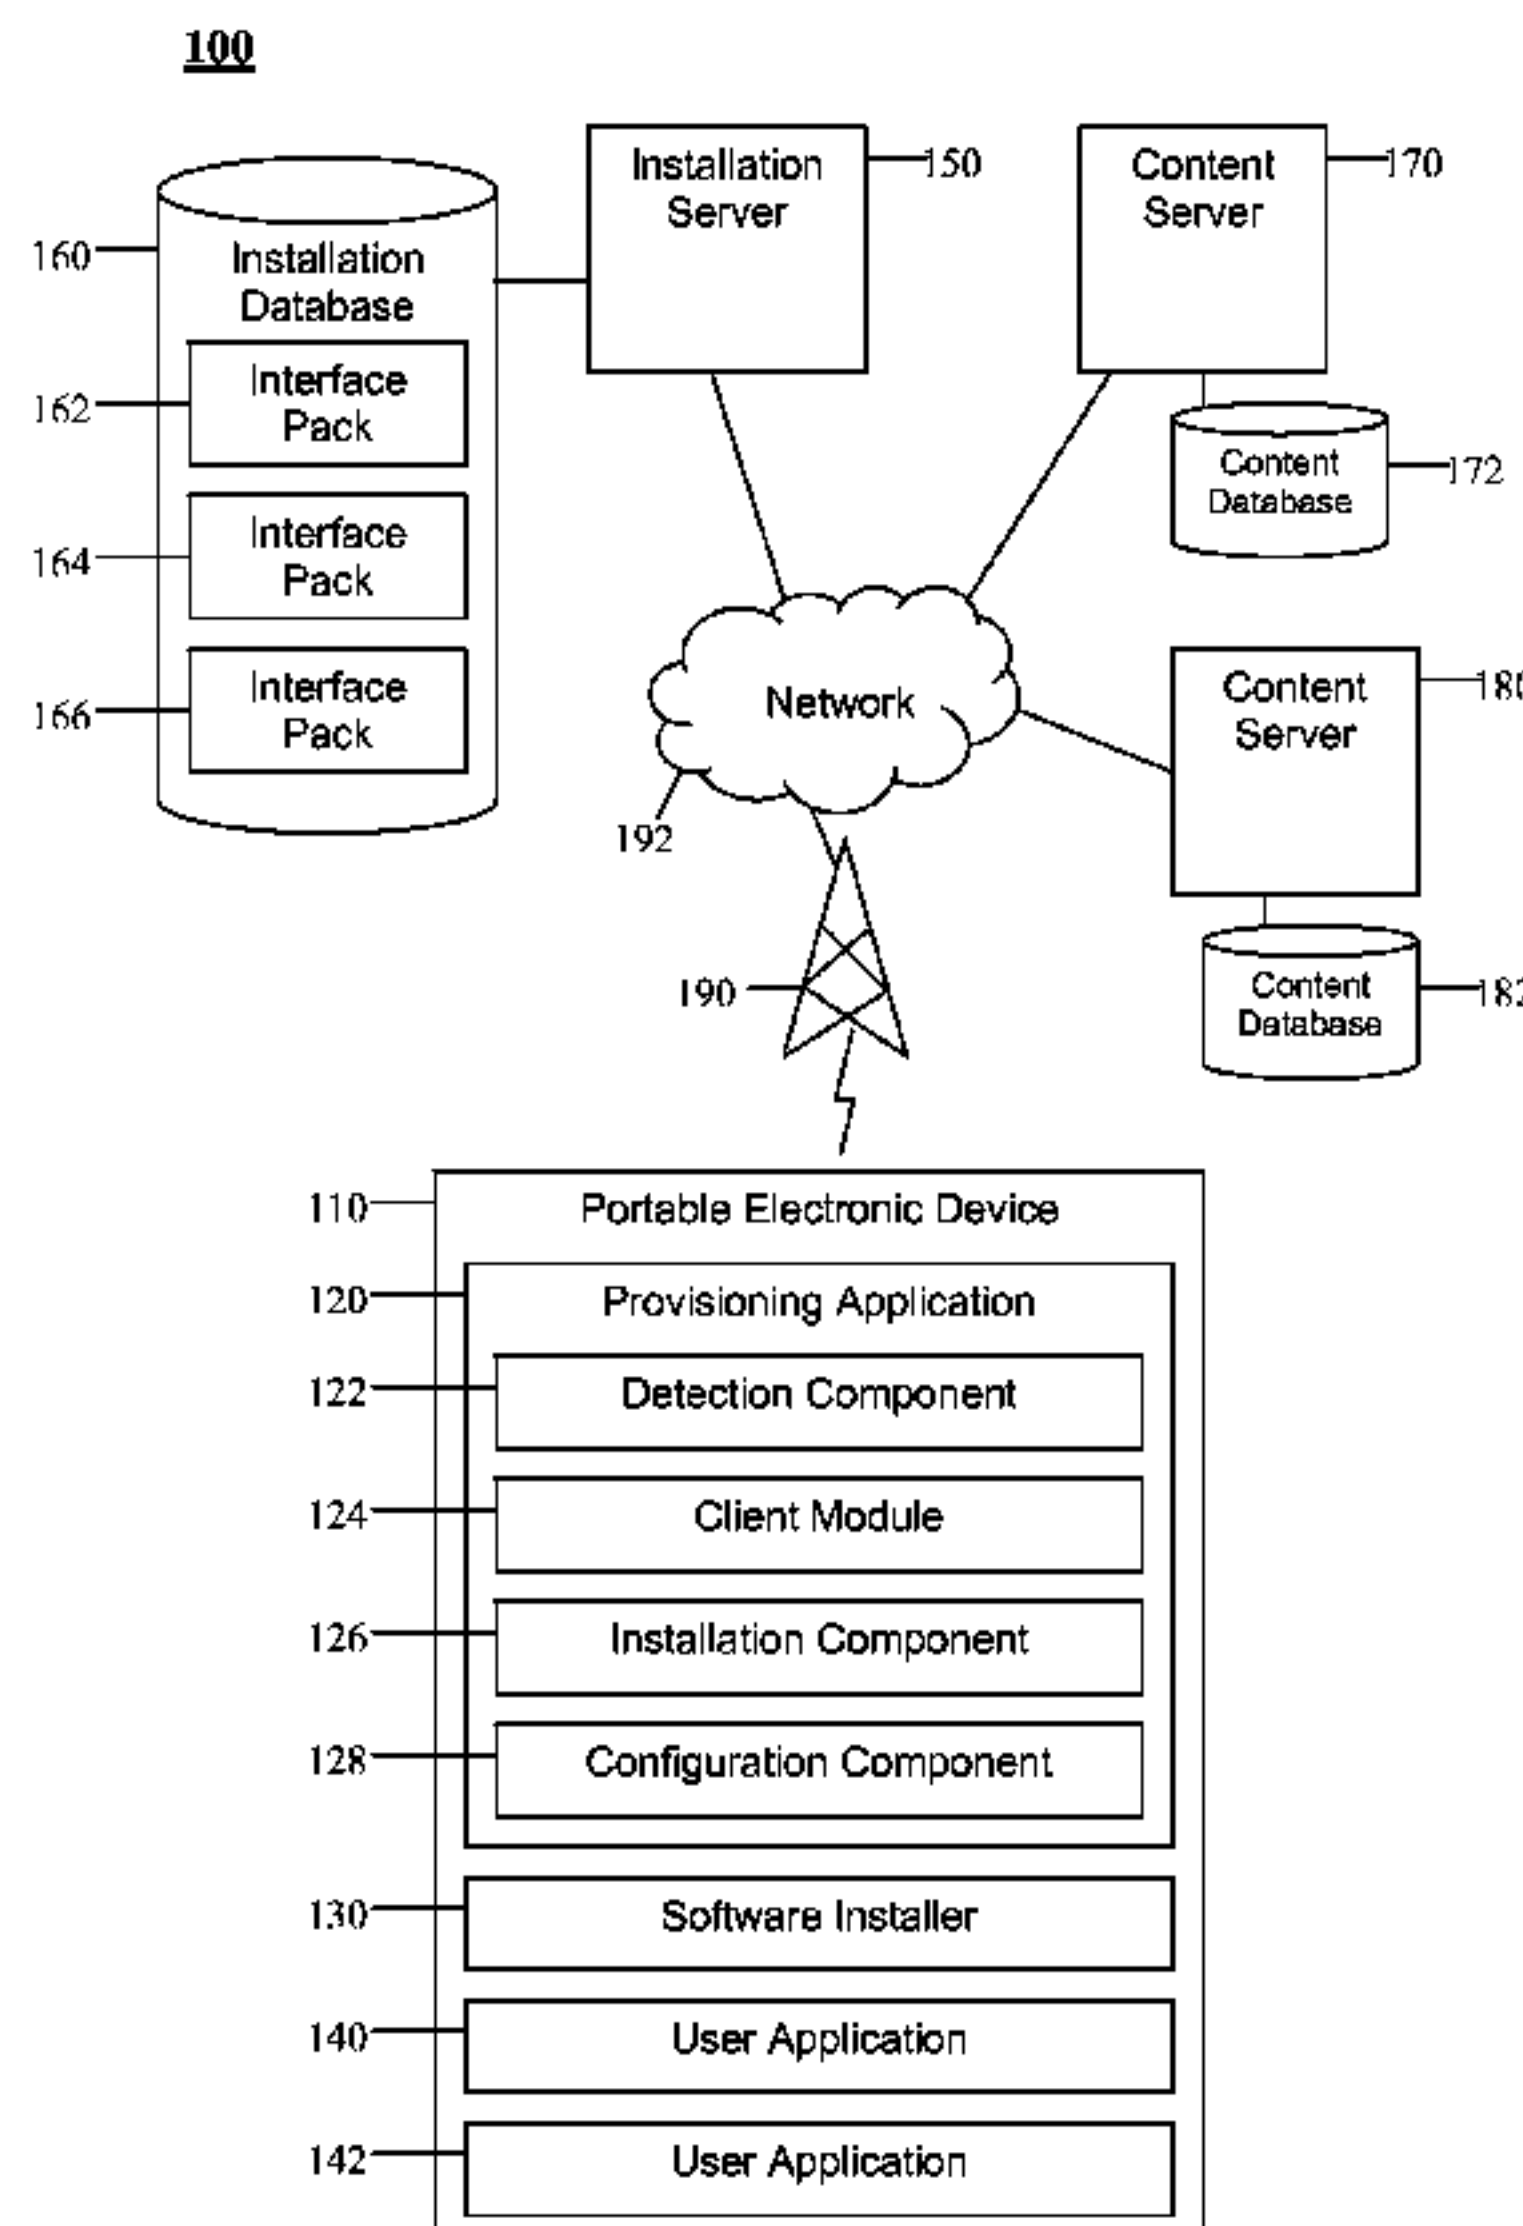 100
Installation
Server
150
Content
Server
170
160
Installation
Database
Interface
Pack
162
Content
Database
172
Interface
Pack
164
Interface
Pack
166
Network
192
Content
Server
190
Content
Database
110
Portable Electronic Device
120
Provisioning Application
122
Detection Component
124
Client Module
126
Installation Component
128
Configuration Component
130
Software Installer
140
User Application
142
User Application